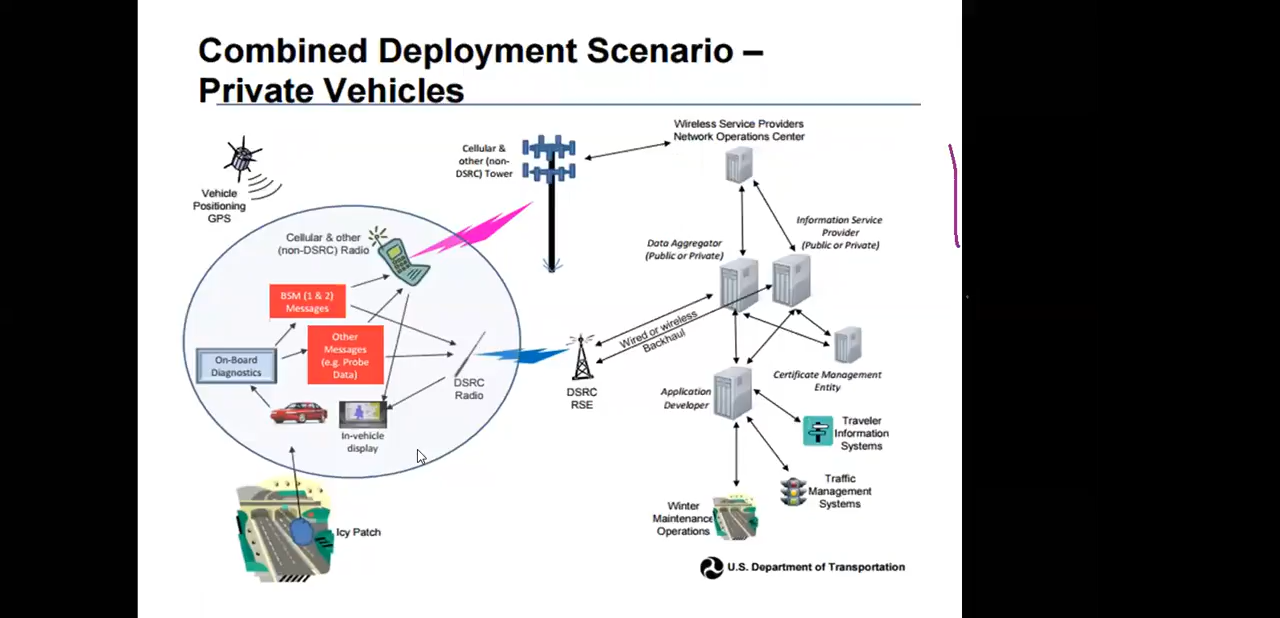 Combined Deployment Scenario –
Private Vehicles
Wireless Service Providers
Network Operations Center
Cellular &
other (non-
DSRC) Tower
Vehicle
Positioning
GPS
Cellular & other
(non-DSRC) Radio
Information Service
Provider
(Public or Private)
Data Aggregator
(Public or Private)
BSM (1 & 2)
Messages
Other
Messages
(e.g. Probe
Data)
On-Board
Diagnostics
Wired or wireless
Backhaul
DSRC
Radio
DSRC
RSE
Certificate Management
Entity
Application
Developer
In-vehicle
display
Traveler
Information
Systems
Traffic
Management
Systems
Winter
Maintenance
Operations
Icy Patch
U.S. Department of Transportation